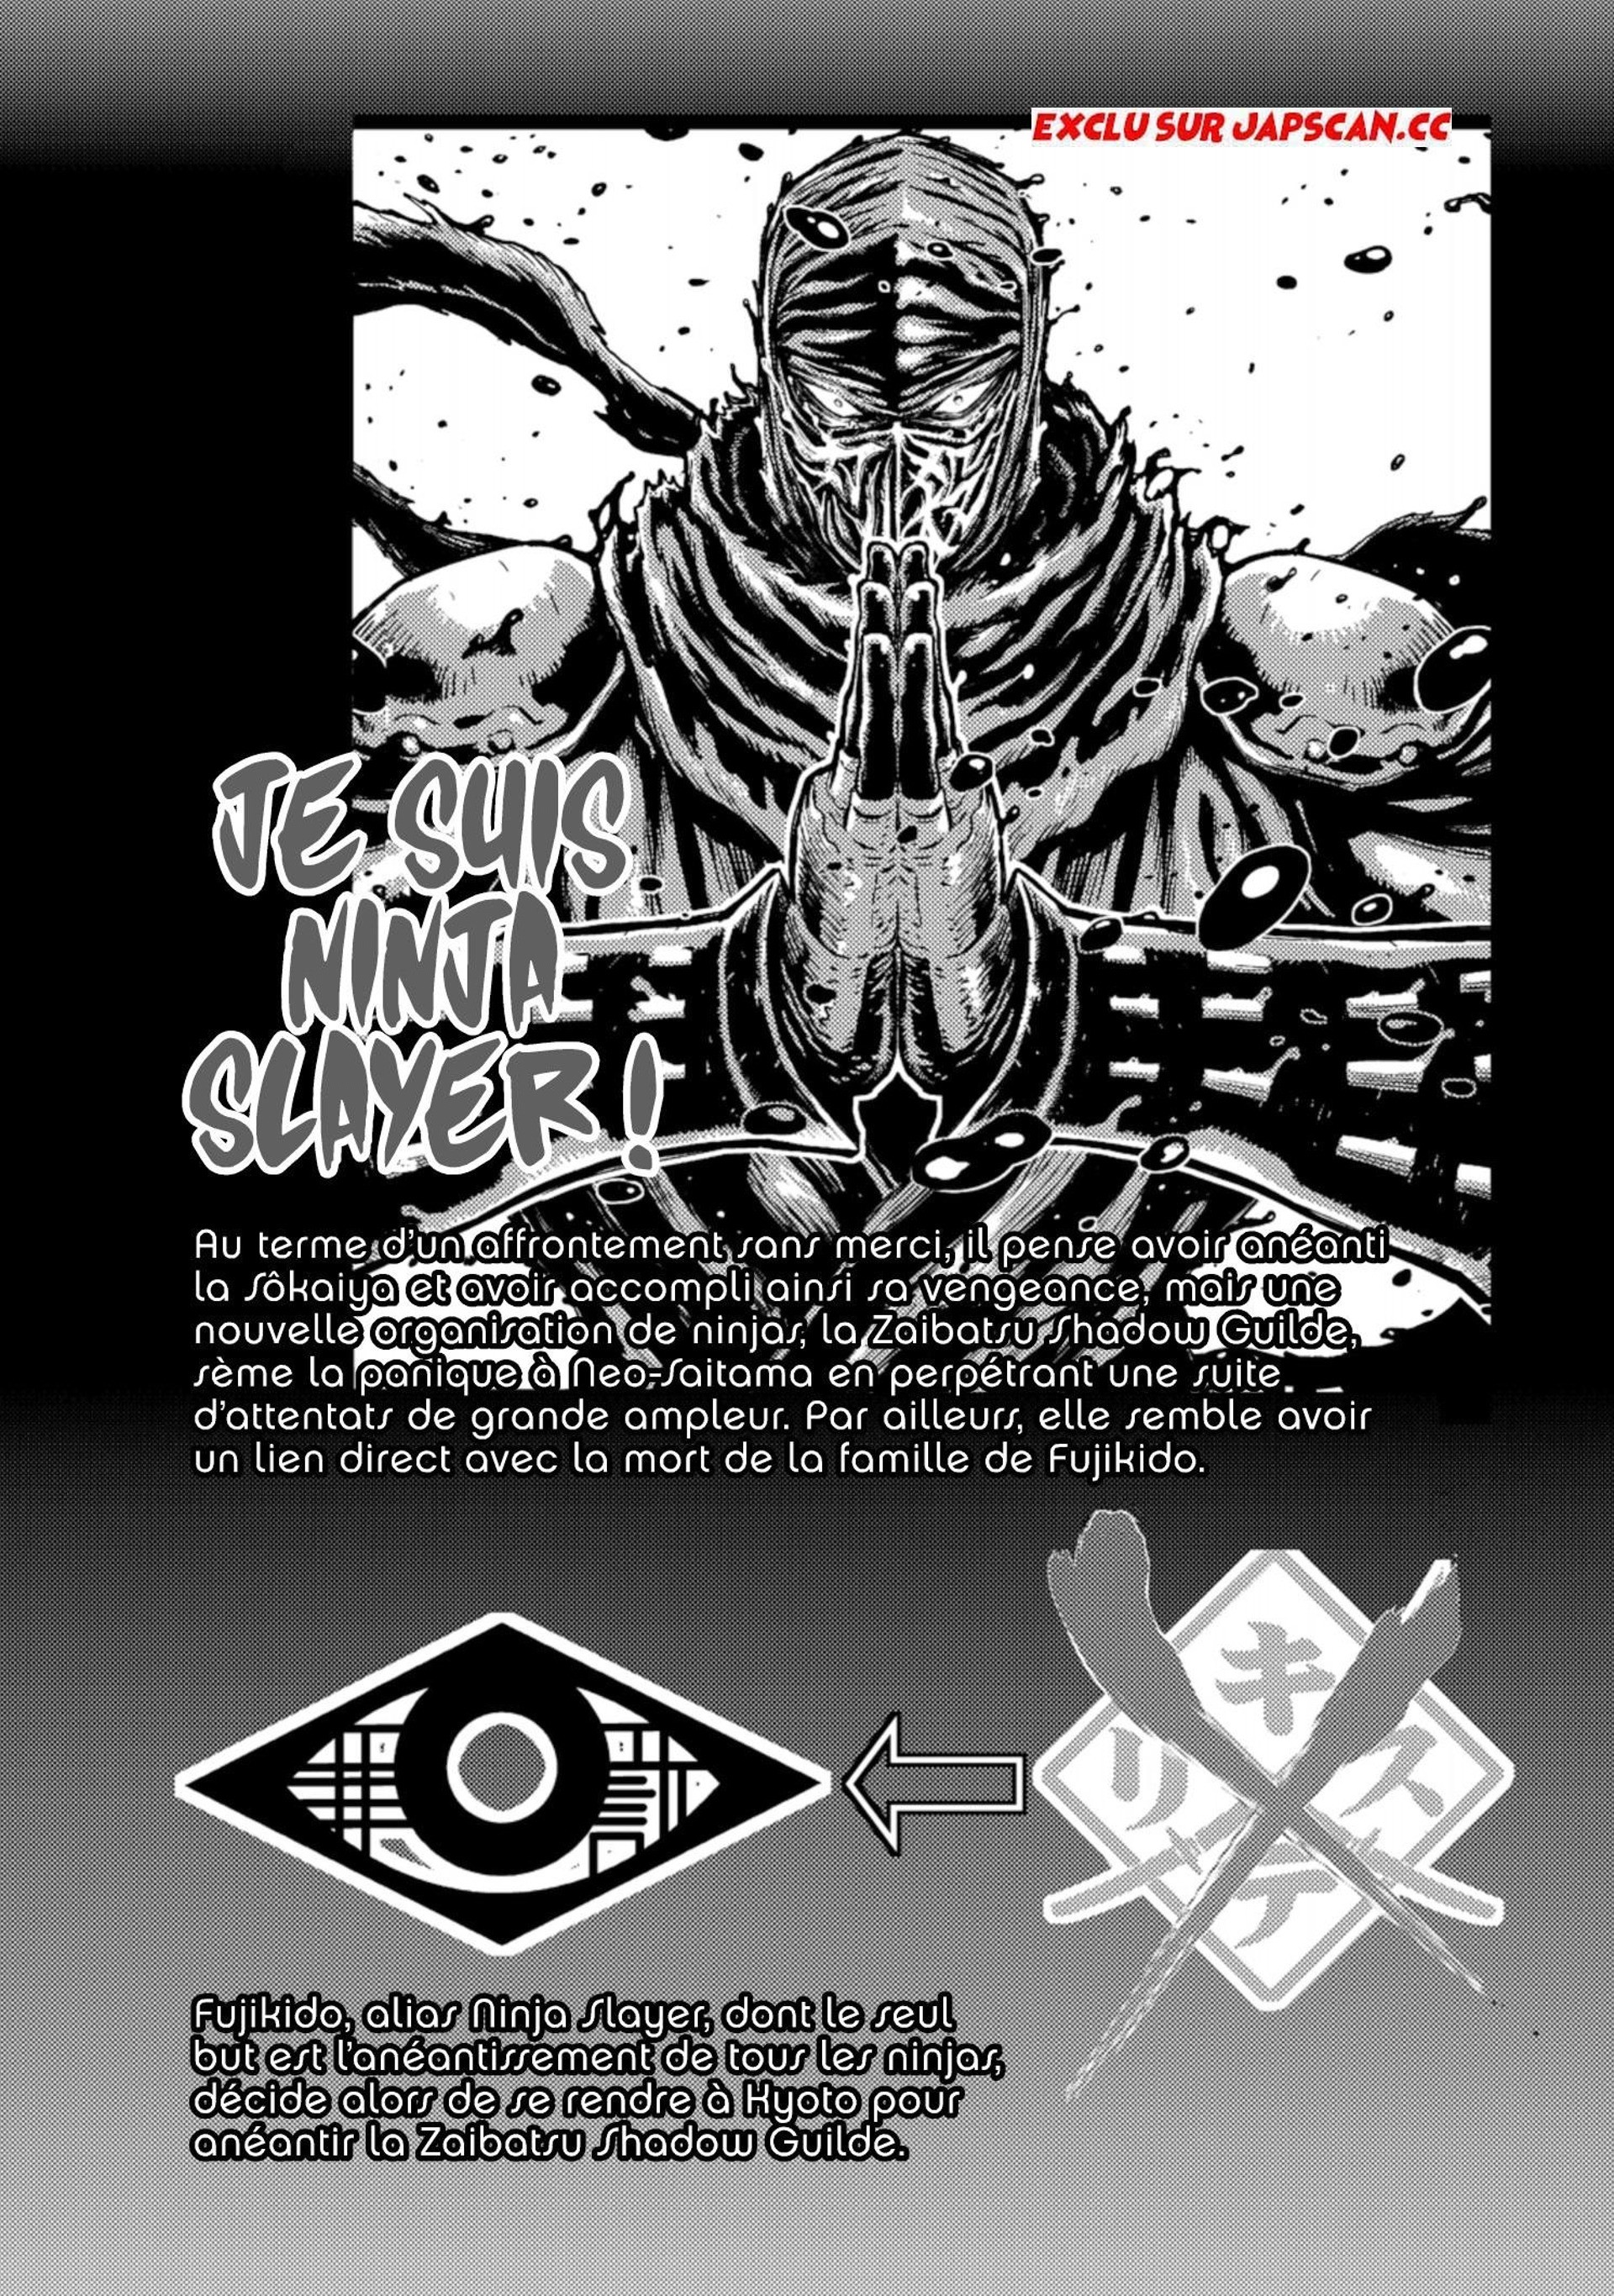 EXCLU SUR JAPSCAN.CC
JE SUIS
NINJA
SLAYER !
Au terme d'un affrontement sans merci, il pense avoir anéanti
la Sôkaiya et avoir accompli ainsi sa vengeance, mais une
nouvelle organisation de ninjas, la Zaibatsu Shadow Guilde,
sème la panique à Neo-Saitama en perpétrant une suite
d'attentats de grande ampleur. Par ailleurs, elle semble avoir
un lien direct avec la mort de la famille de Fujikido.
キ
リ ス
テ
Fujikido, alias Ninja Slayer, dont le seul
but est l'anéantissement de tous les ninjas,
décide alors de se rendre à Kyoto pour
anéantir la Zaibatsu Shadow Guilde.